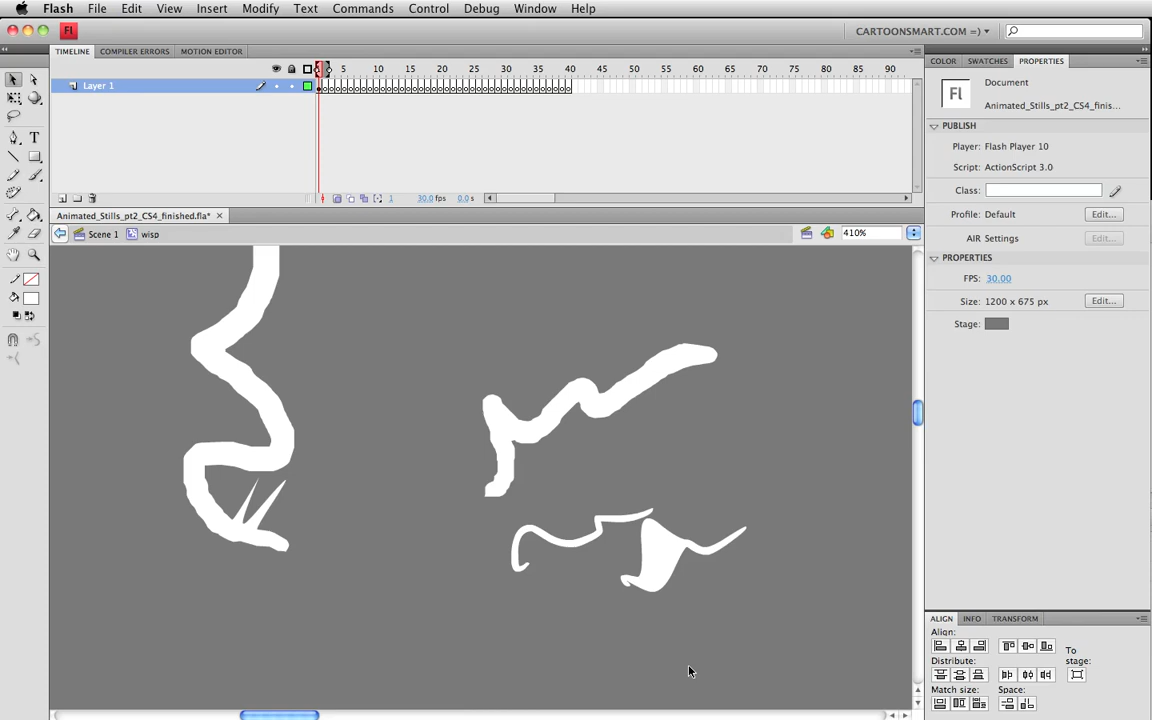 Flash File Edit View Insert Modify Text Commands Control Debug Window Help
Fl CARTOONSMART.COM =)
TIMELINE COMPILER ERRORS MOTION EDITOR
5 10 15 20 25 30 35 40 45 50 55 60 65 70 75 80 85 90
Layer 1
1 30.0 fps 0.0 s
Animated_Stills_pt2_CS4_finished.fla*
Scene 1 wisp 410%
T
COLOR SWATCHES PROPERTIES
Fl Document
Animated_Stills_pt2_CS4_finis...
PUBLISH
Player: Flash Player 10
Script: ActionScript 3.0
Class:
Profile: Default Edit...
AIR Settings Edit...
PROPERTIES
FPS: 30.00
Size: 1200 x 675 px Edit...
Stage:
ALIGN INFO TRANSFORM
Align:
To
stage:
Distribute:
Match size: Space: